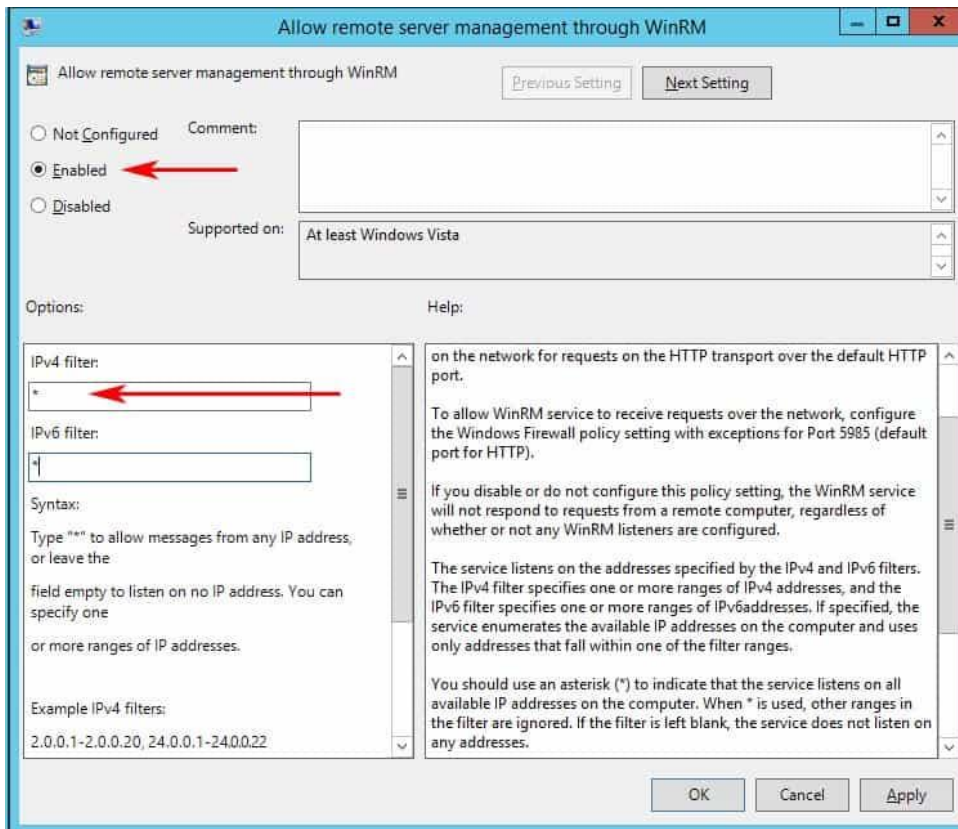 Allow remote server management through WinRM
Allow remote server management through WinRM
Previous Setting
Next Setting
Not Configured
Comment:
Enabled
Disabled
Supported on:
At least Windows Vista
Options:
Help:
IPv4 filter:
*
IPv6 filter:
*
Syntax:
Type "*" to allow messages from any IP address,
or leave the
field empty to listen on no IP address. You can
specify one
or more ranges of IP addresses.
Example IPv4 filters:
2.0.0.1-2.0.0.20, 24.0.0.1-24.0.0.22
on the network for requests on the HTTP transport over the default HTTP
port.
To allow WinRM service to receive requests over the network, configure
the Windows Firewall policy setting with exceptions for Port 5985 (default
port for HTTP).
If you disable or do not configure this policy setting, the WinRM service
will not respond to requests from a remote computer, regardless of
whether or not any WinRM listeners are configured.
The service listens on the addresses specified by the IPv4 and IPv6 filters.
The IPv4 filter specifies one or more ranges of IPv4 addresses, and the
IPv6 filter specifies one or more ranges of IPv6addresses. If specified, the
service enumerates the available IP addresses on the computer and uses
only addresses that fall within one of the filter ranges.
You should use an asterisk (*) to indicate that the service listens on all
available IP addresses on the computer. When * is used, other ranges in
the filter are ignored. If the filter is left blank, the service does not listen on
any addresses.
OK
Cancel
Apply